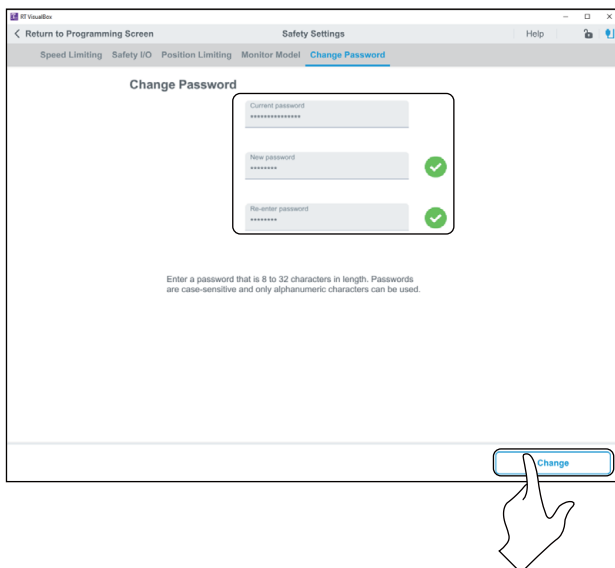 RT VisualBox
Return to Programming Screen Safety Settings Help
Speed Limiting Safety I/O Position Limiting Monitor Model Change Password
Change Password
Current password
***************
New password
********
Re-enter password
********
Enter a password that is 8 to 32 characters in length. Passwords
are case-sensitive and only alphanumeric characters can be used.
Change